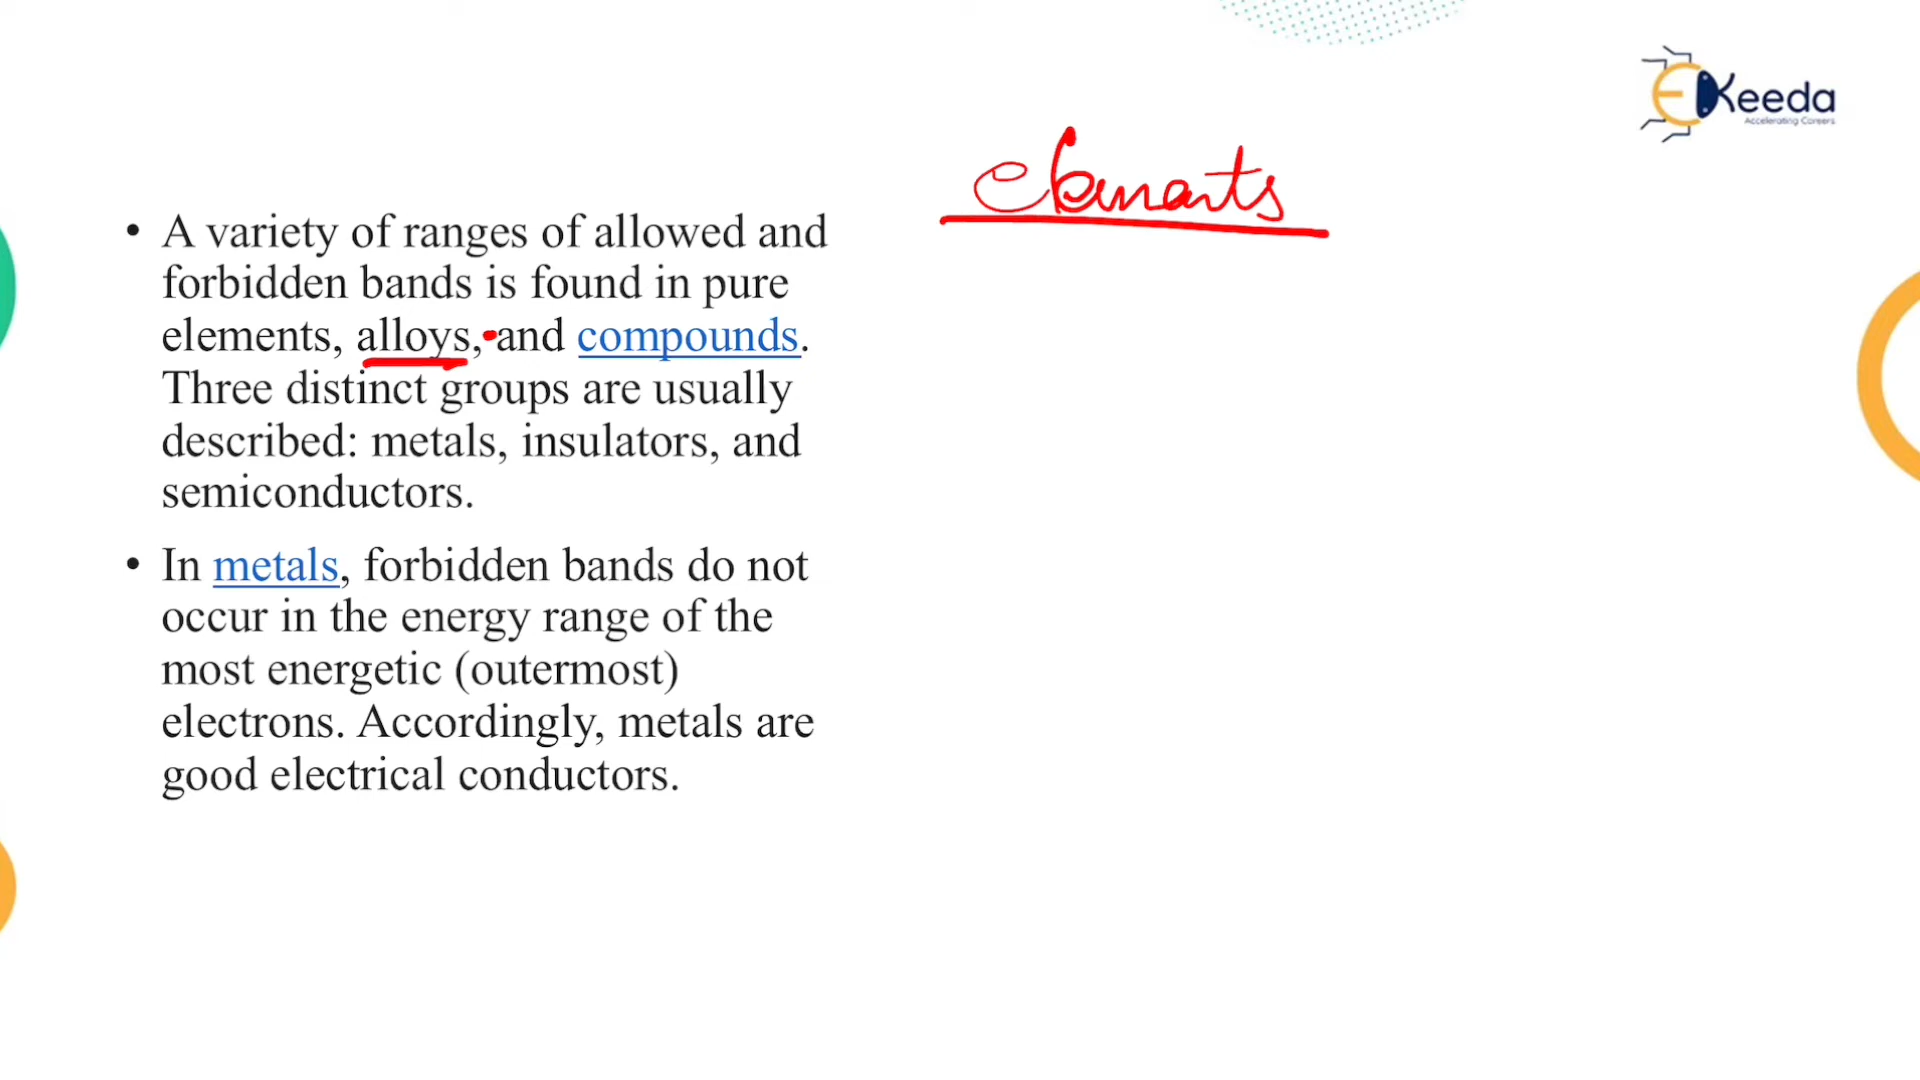 Keeda
Accelerating Careers
elements
• A variety of ranges of allowed and
forbidden bands is found in pure
elements, alloys, and compounds.
Three distinct groups are usually
described: metals, insulators, and
semiconductors.
• In metals, forbidden bands do not
occur in the energy range of the
most energetic (outermost)
electrons. Accordingly, metals are
good electrical conductors.